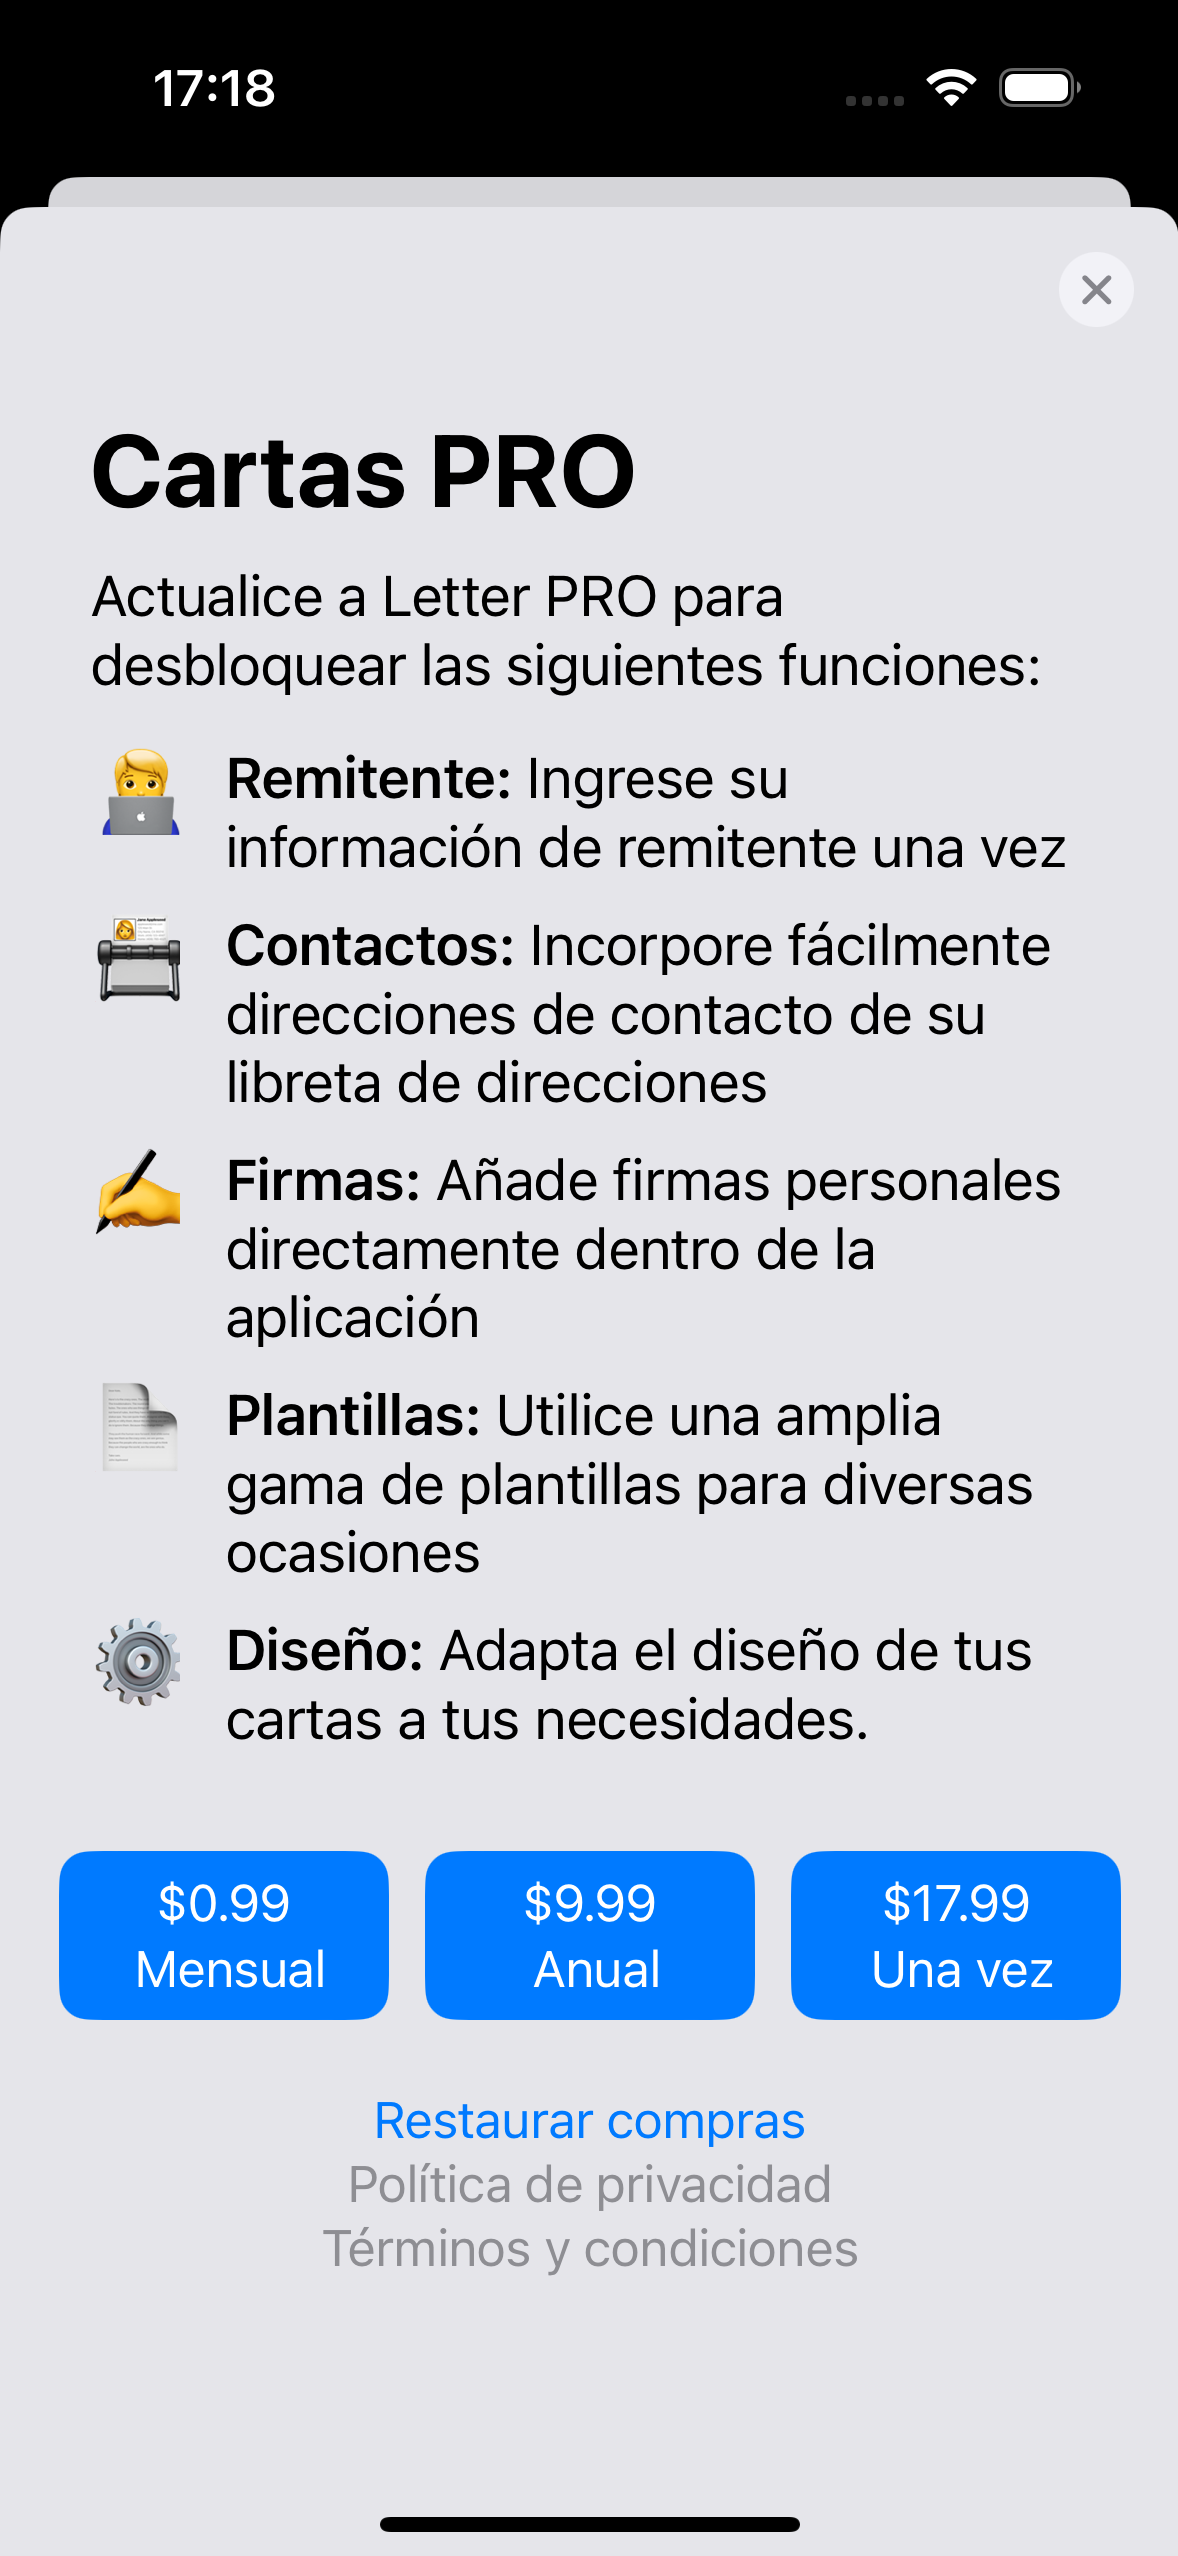 17:18
Cartas PRO
Actualice a Letter PRO para
desbloquear las siguientes funciones:
Remitente: Ingrese su
información de remitente una vez
Contactos: Incorpore fácilmente
direcciones de contacto de su
libreta de direcciones
Firmas: Añade firmas personales
directamente dentro de la
aplicación
Plantillas: Utilice una amplia
gama de plantillas para diversas
ocasiones
Diseño: Adapta el diseño de tus
cartas a tus necesidades.
$0.99
Mensual
$9.99
Anual
$17.99
Una vez
Restaurar compras
Política de privacidad
Términos y condiciones